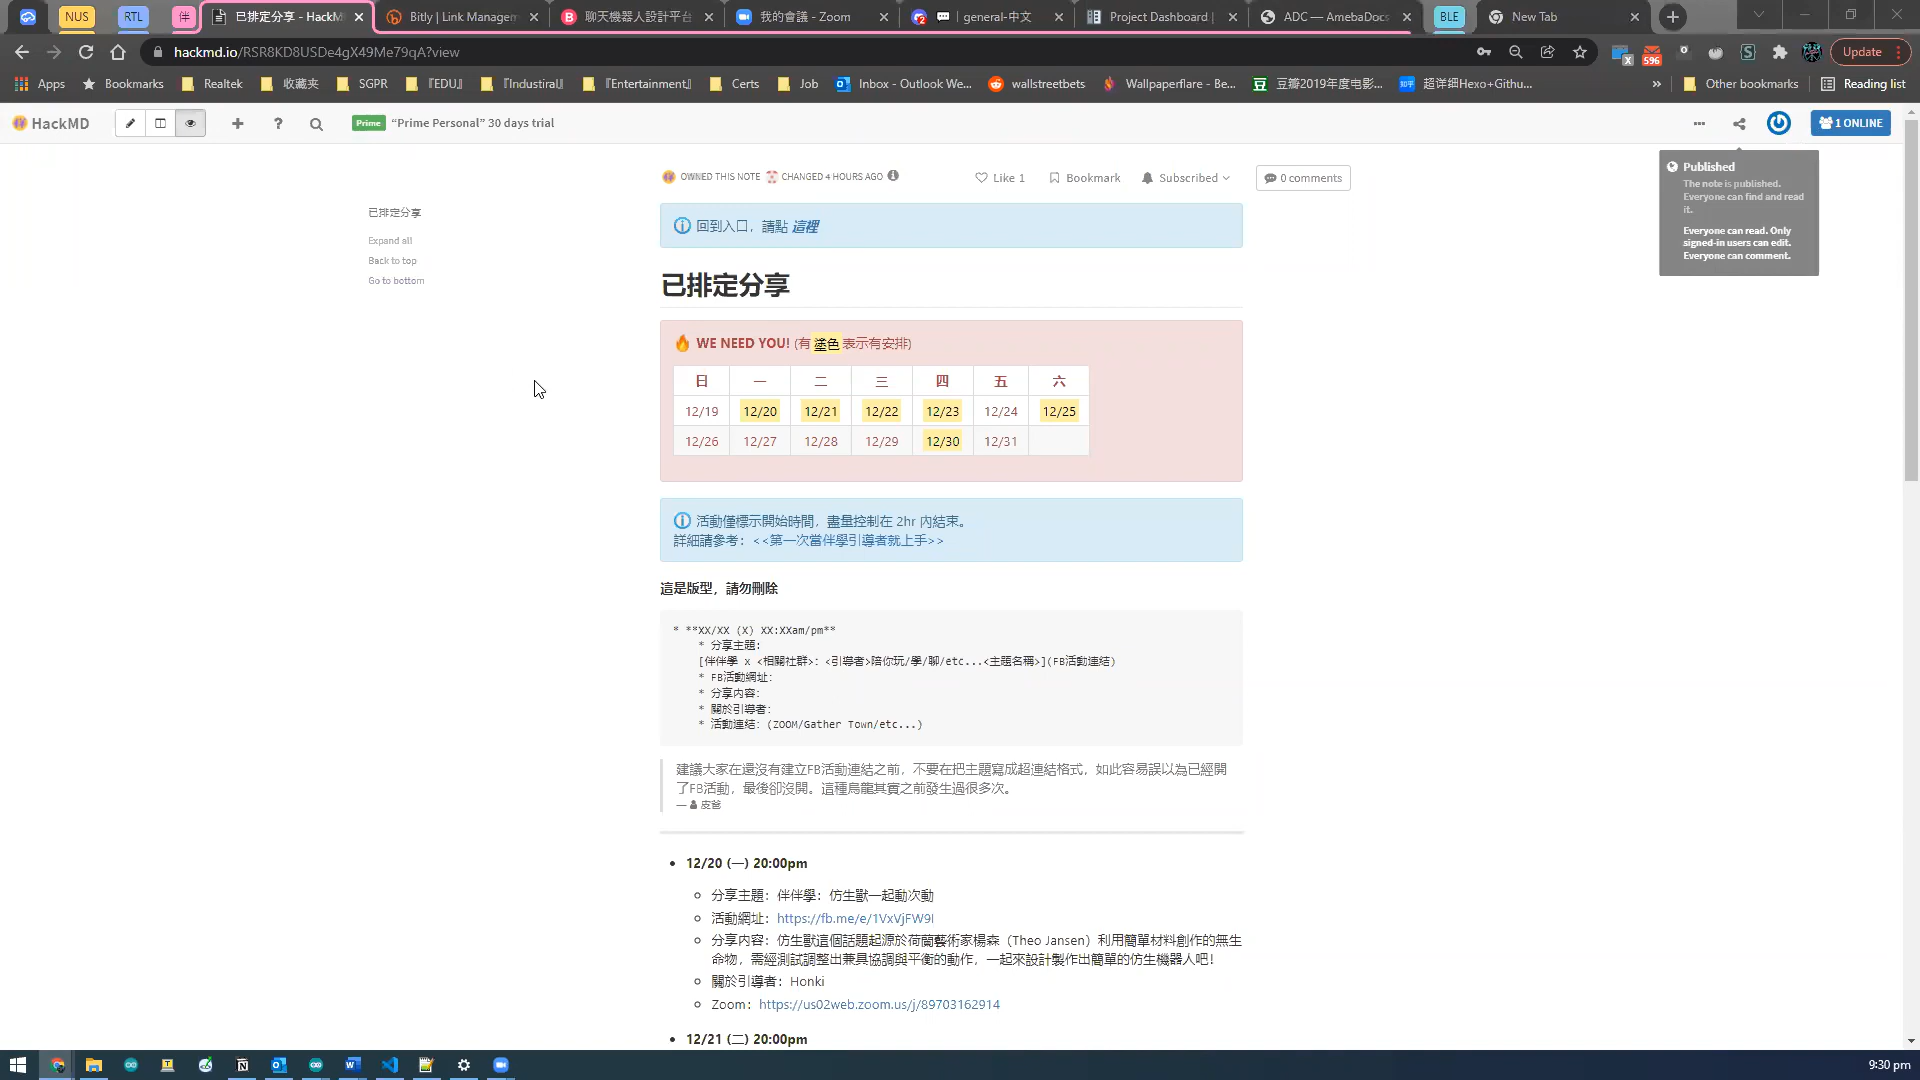 NUS
RTL
伴
已排定分享 - HackM
Bitly | Link Managem
聊天機器人設計平台
我的會議 - Zoom
general-中文
Project Dashboard |
ADC — AmebaDocs
BLE
New Tab
hackmd.io/RSR8KD8USDe4gX49Me79qA?view
596
Update
Apps
Bookmarks
Realtek
收藏夹
SGPR
『EDU』
『Industiral』
『Entertainment』
Certs
Job
Inbox - Outlook We...
wallstreetbets
Wallpaperflare - Be...
豆瓣2019年度电影...
超详细Hexo+Githu...
Other bookmarks
Reading list
HackMD
Prime "Prime Personal" 30 days trial
1 ONLINE
Published
The note is published.
Everyone can find and read
it.
Everyone can read. Only
signed-in users can edit.
Everyone can comment.
OWNED THIS NOTE
CHANGED 4 HOURS AGO
Like 1
Bookmark
Subscribed
0 comments
已排定分享
Expand all
Back to top
Go to bottom
回到入口，請點 這裡
已排定分享
WE NEED YOU! (有 塗色 表示有安排)
日 一 二 三 四 五 六
12/19 12/20 12/21 12/22 12/23 12/24 12/25
12/26 12/27 12/28 12/29 12/30 12/31
活動僅標示開始時間，盡量控制在 2hr 內結束。
詳細請參考：<<第一次當伴學引導者就上手>>
這是版型，請勿刪除
* **XX/XX (X) XX:XXam/pm**
* 分享主題:
[伴伴學 x <相關社群>: <引導者>陪你玩/學/聊/etc...<主題名稱>](FB活動連結)
* FB活動網址:
* 分享內容:
* 關於引導者:
* 活動連結: (ZOOM/Gather Town/etc...)
建議大家在還沒有建立FB活動連結之前，不要在把主題寫成超連結格式，如此容易誤以為已經開
了FB活動，最後卻沒開。這種烏龍其實之前發生過很多次。
— 皮爸
12/20 (一) 20:00pm
分享主題：伴伴學：仿生獸一起動次動
活動網址：https://fb.me/e/1VxVjFW9I
分享內容：仿生獸這個話題起源於荷蘭藝術家楊森（Theo Jansen）利用簡單材料創作的無生
命物，需經測試調整出兼具協調與平衡的動作，一起來設計製作出簡單的仿生機器人吧！
關於引導者：Honki
Zoom：https://us02web.zoom.us/j/89703162914
12/21 (二) 20:00pm
9:30 pm